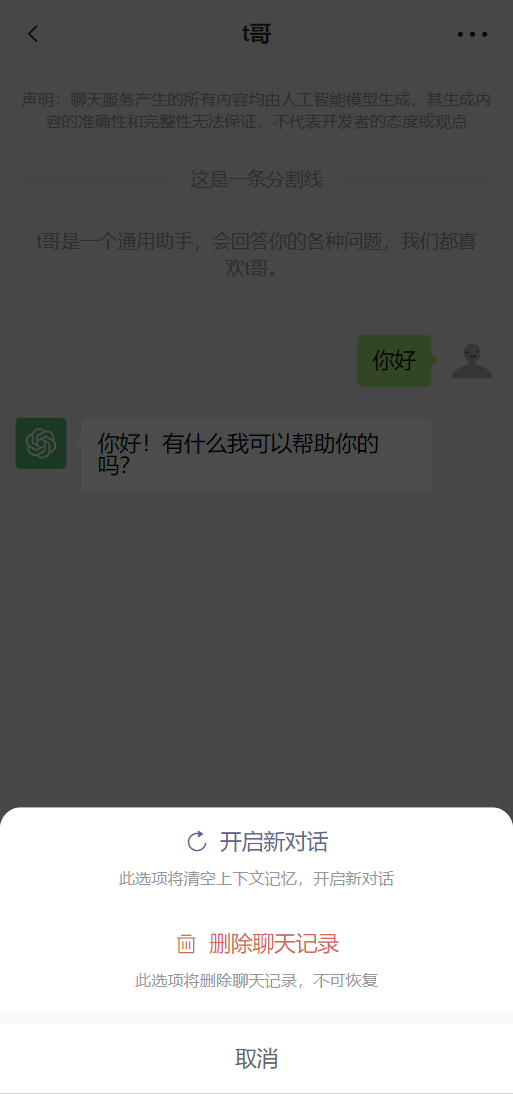 t哥
声明：聊天服务产生的所有内容均由人工智能模型生成，其生成内
容的准确性和完整性无法保证，不代表开发者的态度或观点
这是一条分割线
t哥是一个通用助手，会回答你的各种问题，我们都喜
欢t哥。
你好
你好！有什么我可以帮助你的
吗？
开启新对话
此选项将清空上下文记忆，开启新对话
删除聊天记录
此选项将删除聊天记录，不可恢复
取消